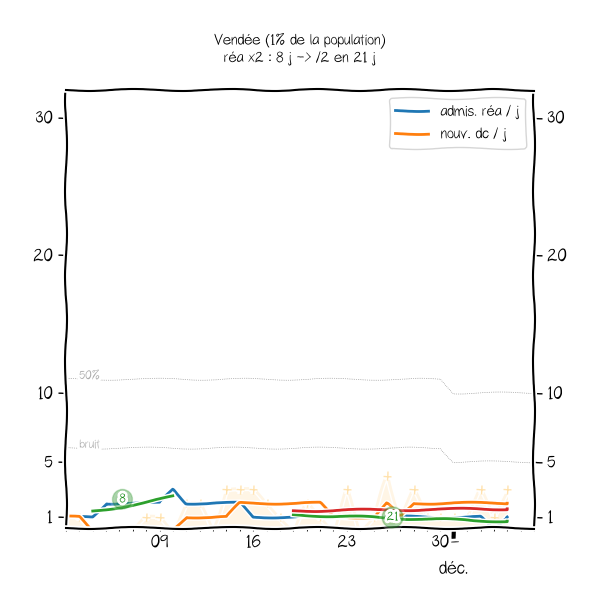 Vendée (1% de la population)
réa x2 : 8 j -> /2 en 21 j
admis. réa / j
nouv. dc / j
30
30
20
20
50%
10
10
bruit
5
5
8
21
1
1
09
16
23
30
déc.